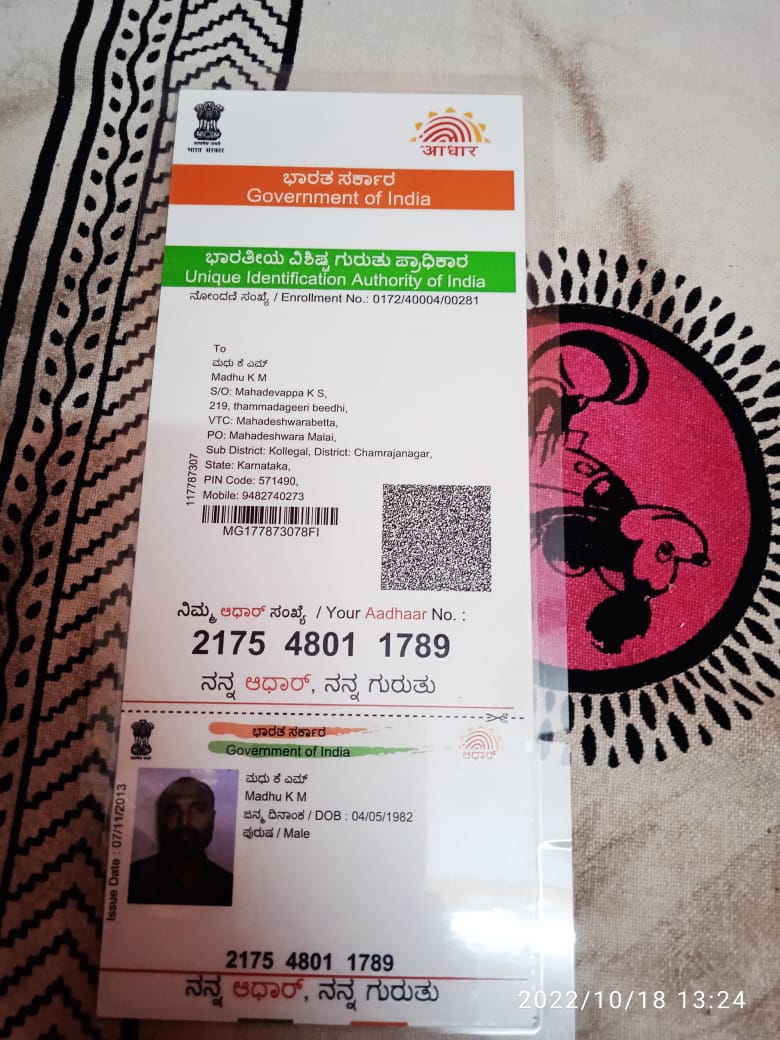 भारत सरकार
आधार
ಭಾರತ ಸರ್ಕಾರ
Government of India
ಭಾರತೀಯ ವಿಶಿಷ್ಟ ಗುರುತು ಪ್ರಾಧಿಕಾರ
Unique Identification Authority of India
ನೋಂದಣಿ ಸಂಖ್ಯೆ / Enrollment No.: 0172/40004/00281
To
ಮಧು ಕೆ ಎಮ್
Madhu K M
S/O: Mahadevappa K S,
219, thammadageeri beedhi,
VTC: Mahadeshwarabetta,
PO: Mahadeshwara Malai,
Sub District: Kollegal, District: Chamrajanagar,
State: Karnataka,
PIN Code: 571490,
Mobile: 9482740273
117787307
MG177873078FI
ನಿಮ್ಮ ಆಧಾರ್ ಸಂಖ್ಯೆ / Your Aadhaar No. :
2175 4801 1789
ನನ್ನ ಆಧಾರ್, ನನ್ನ ಗುರುತು
ಭಾರತ ಸರ್ಕಾರ
Government of India
ಆಧಾರ್
ಮಧು ಕೆ ಎಮ್
Madhu K M
ಜನ್ಮ ದಿನಾಂಕ / DOB : 04/05/1982
ಪುರುಷ / Male
Issue Date : 07/11/2013
2175 4801 1789
ನನ್ನ ಆಧಾರ್, ನನ್ನ ಗುರುತು
2022/10/18 13:24